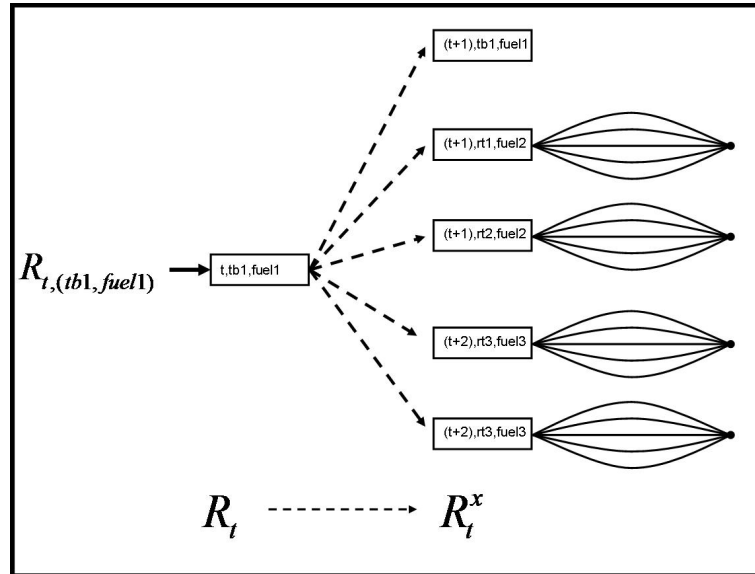 (t+1),tb1,fuel1
(t+1),rt1,fuel2
(t+1),rt2,fuel2
R_{t,(tb1,fuel1)}
t,tb1,fuel1
(t+2),rt3,fuel3
(t+2),rt3,fuel3
R_t
R_t^x